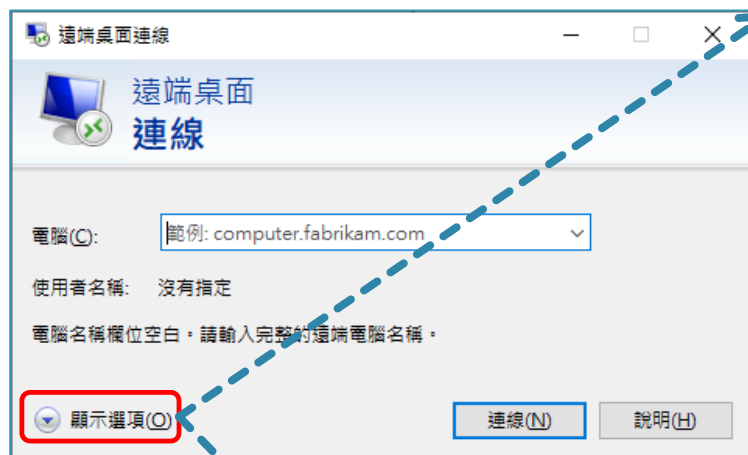 遠端桌面連線
遠端桌面
連線
電腦(C):
範例: computer.fabrikam.com
使用者名稱: 沒有指定
電腦名稱欄位空白。請輸入完整的遠端電腦名稱。
顯示選項(O)
連線(N)
說明(H)